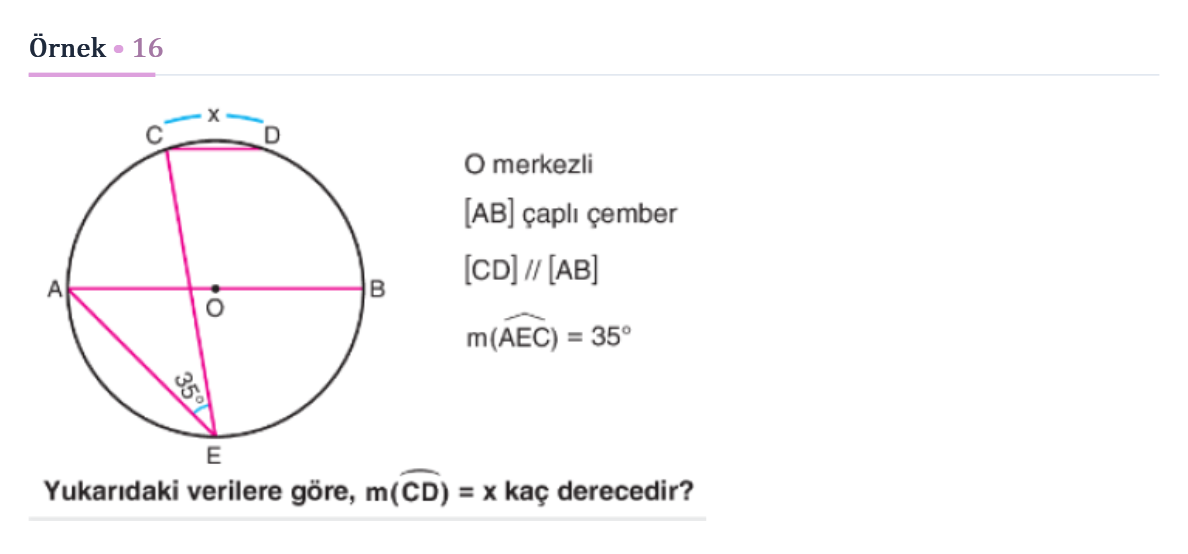 Örnek • 16
x
C
D
O merkezli
[AB] çaplı çember
[CD] // [AB]
A
B
O
m(AEC) = 35°
35°
E
Yukarıdaki verilere göre, m(CD) = x kaç derecedir?